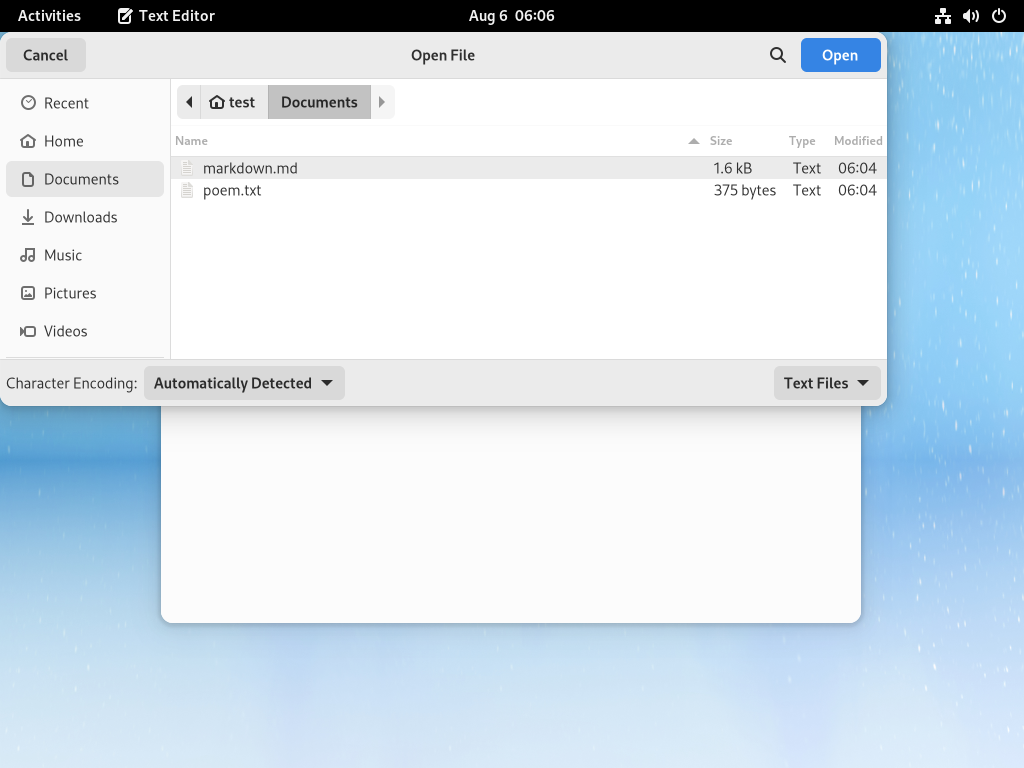 Activities Text Editor Aug 6 06:06
Cancel Open File Open
Recent
Home
Documents
Downloads
Music
Pictures
Videos
test Documents
Name Size Type Modified
markdown.md 1.6 kB Text 06:04
poem.txt 375 bytes Text 06:04
Character Encoding: Automatically Detected Text Files